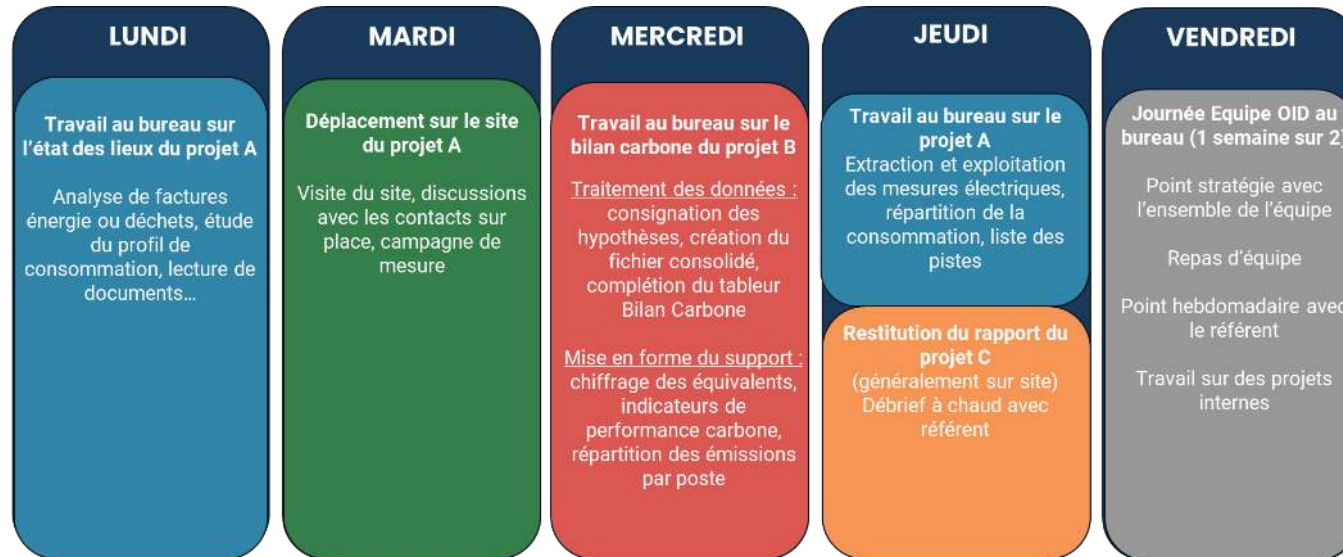 LUNDI
Travail au bureau sur
l'état des lieux du projet A
Analyse de factures
énergie ou déchets, étude
du profil de
consommation, lecture de
documents…
MARDI
Déplacement sur le site
du projet A
Visite du site, discussions
avec les contacts sur
place, campagne de
mesure
MERCREDI
Travail au bureau sur le
bilan carbone du projet B
Traitement des données :
consignation des
hypothèses, création du
fichier consolidé,
complétion du tableur
Bilan Carbone
Mise en forme du support :
chiffrage des équivalents,
indicateurs de
performance carbone,
répartition des émissions
par poste
JEUDI
Travail au bureau sur le
projet A
Extraction et exploitation
des mesures électriques,
répartition de la
consommation, liste des
pistes
Restitution du rapport du
projet C
(généralement sur site)
Débrief à chaud avec
référent
VENDREDI
Journée Equipe OID au
bureau (1 semaine sur 2)
Point stratégie avec
l'ensemble de l'équipe
Repas d'équipe
Point hebdomadaire avec
le référent
Travail sur des projets
internes